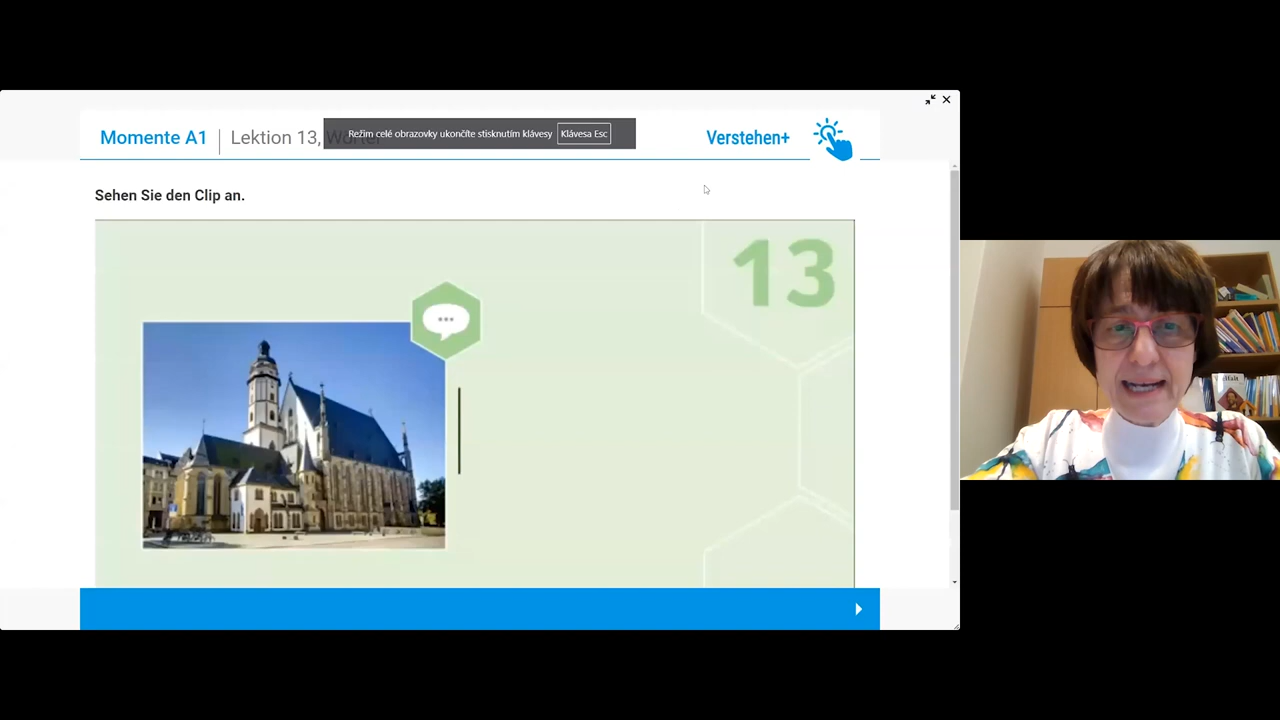 Momente A1 | Lektion 13,
Režim celé obrazovky ukončíte stisknutím klávesy Klávesa Esc
Verstehen+
Sehen Sie den Clip an.
13